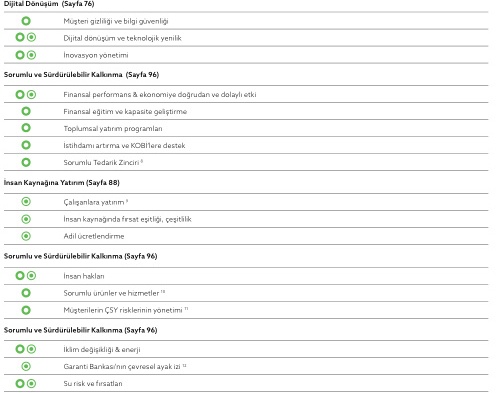 Dijital Dönüşüm (Sayfa 76)
Müşteri gizliliği ve bilgi güvenliği
Dijital dönüşüm ve teknolojik yenilik
İnovasyon yönetimi
Sorumlu ve Sürdürülebilir Kalkınma (Sayfa 96)
Finansal performans & ekonomiye doğrudan ve dolaylı etki
Finansal eğitim ve kapasite geliştirme
Toplumsal yatırım programları
İstihdamı artırma ve KOBİ'lere destek
Sorumlu Tedarik Zinciri ⁸
İnsan Kaynağına Yatırım (Sayfa 88)
Çalışanlara yatırım ⁹
İnsan kaynağında fırsat eşitliği, çeşitlilik
Adil ücretlendirme
Sorumlu ve Sürdürülebilir Kalkınma (Sayfa 96)
İnsan hakları
Sorumlu ürünler ve hizmetler ¹⁰
Müşterilerin ÇSY risklerinin yönetimi ¹¹
Sorumlu ve Sürdürülebilir Kalkınma (Sayfa 96)
İklim değişikliği & enerji
Garanti Bankası'nın çevresel ayak izi ¹²
Su risk ve fırsatları